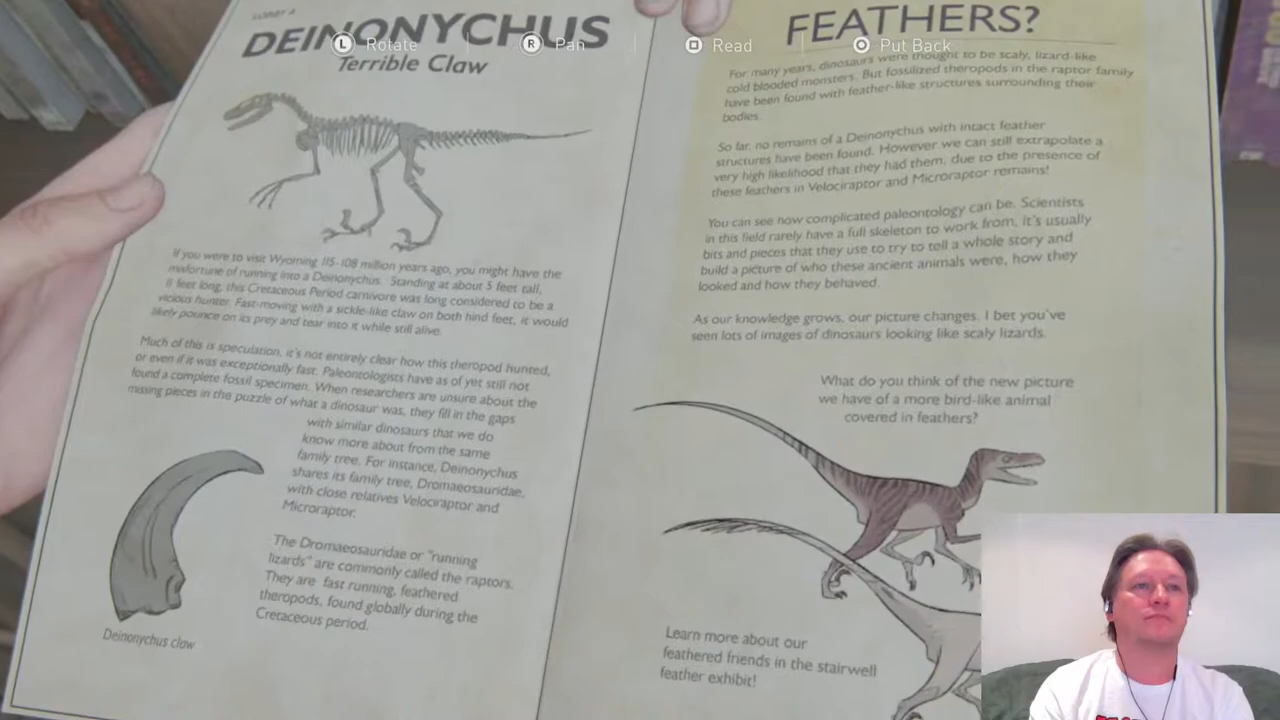 LOBBY A
DEINONYCHUS
Terrible Claw
If you were to visit Wyoming 115-108 million years ago, you might have the
misfortune of running into a Deinonychus. Standing at about 5 feet tall,
11 feet long, this Cretaceous Period carnivore was long considered to be a
vicious hunter. Fast-moving with a sickle-like claw on both hind feet, it would
likely pounce on its prey and tear into it while still alive.
Much of this is speculation, it's not entirely clear how this theropod hunted,
or even if it was exceptionally fast. Paleontologists have as of yet still not
found a complete fossil specimen. When researchers are unsure about the
missing pieces in the puzzle of what a dinosaur was, they fill in the gaps
with similar dinosaurs that we do
know more about from the same
family tree. For instance, Deinonychus
shares its family tree, Dromaeosauridae,
with close relatives Velociraptor and
Microraptor.
The Dromaeosauridae or "running
lizards" are commonly called the raptors.
They are fast running, feathered
theropods, found globally during the
Cretaceous period.
Deinonychus claw
FEATHERS?
L Rotate R Pan Read Put Back
For many years, dinosaurs were thought to be scaly, lizard-like
cold blooded monsters. But fossilized theropods in the raptor family
have been found with feather-like structures surrounding their
bodies.
So far, no remains of a Deinonychus with intact feather
structures have been found. However we can still extrapolate a
very high likelihood that they had them, due to the presence of
these feathers in Velociraptor and Microraptor remains!
You can see how complicated paleontology can be. Scientists
in this field rarely have a full skeleton to work from, it's usually
bits and pieces that they use to try to tell a whole story and
build a picture of who these ancient animals were, how they
looked and how they behaved.
As our knowledge grows, our picture changes. I bet you've
seen lots of images of dinosaurs looking like scaly lizards.
What do you think of the new picture
we have of a more bird-like animal
covered in feathers?
Learn more about our
feathered friends in the stairwell
feather exhibit!